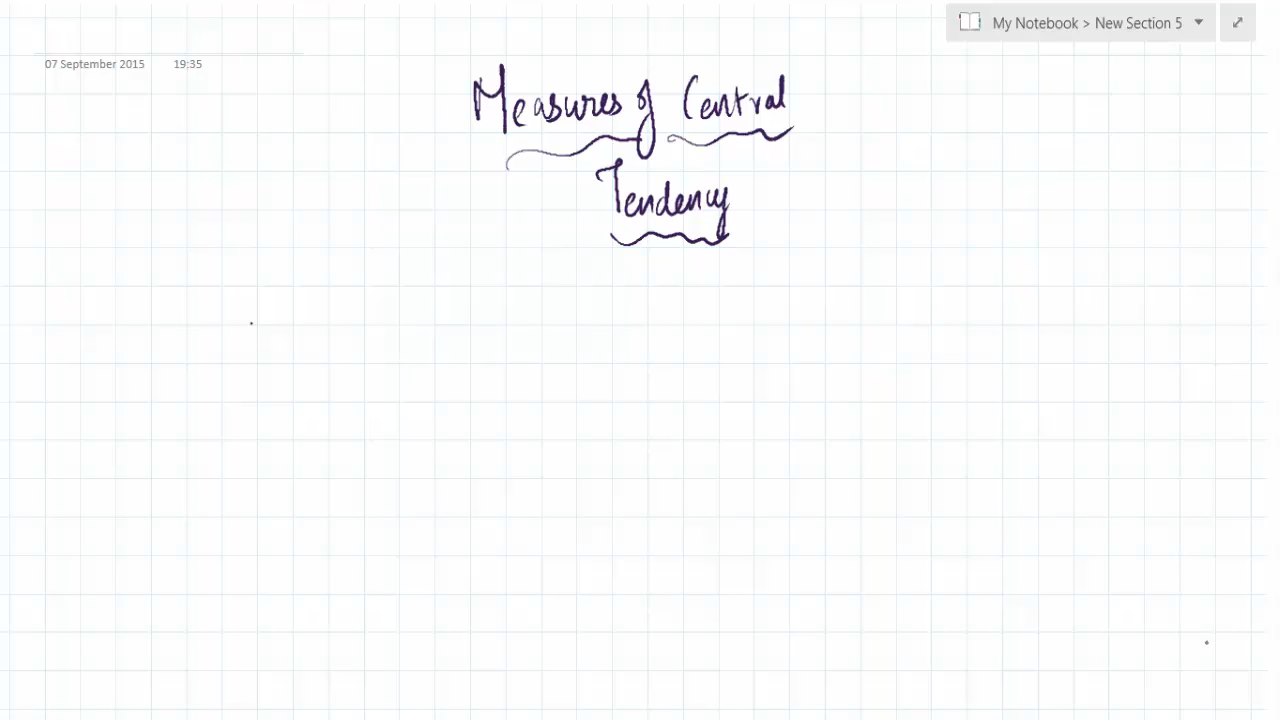 My Notebook > New Section 5
07 September 2015 19:35
Measures of Central
Tendency